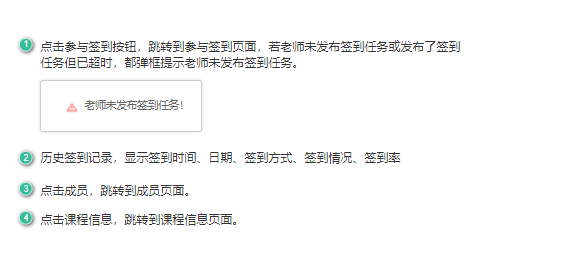 1 点击参与签到按钮，跳转到参与签到页面，若老师未发布签到任务或发布了签到
任务但已超时，都弹框提示老师未发布签到任务。
老师未发布签到任务！
2 历史签到记录，显示签到时间、日期、签到方式、签到情况、签到率
3 点击成员，跳转到成员页面。
4 点击课程信息，跳转到课程信息页面。